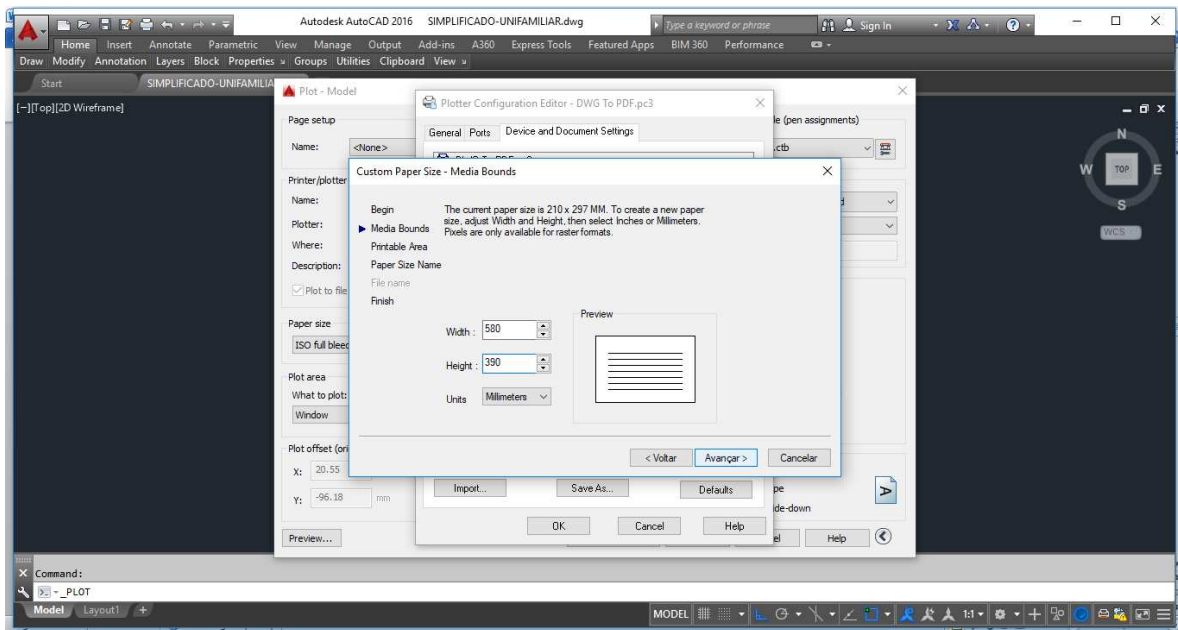 Autodesk AutoCAD 2016 SIMPLIFICADO-UNIFAMILIAR.dwg Type a keyword or phrase Sign In
Home Insert Annotate Parametric View Manage Output Add-ins A360 Express Tools Featured Apps BIM 360 Performance
Draw Modify Annotation Layers Block Properties Groups Utilities Clipboard View
Start SIMPLIFICADO-UNIFAMILIA
[−][Top][2D Wireframe]
Plot - Model
Page setup
Name: <None>
Printer/plotter
Name:
Plotter:
Where:
Description:
Plot to file
Paper size
ISO full bleed
Plot area
What to plot:
Window
Plot offset (ori
X: 20.55
Y: -96.18 mm
Preview...
Plotter Configuration Editor - DWG To PDF.pc3
General Ports Device and Document Settings
Custom Paper Size - Media Bounds
Begin
Media Bounds
Printable Area
Paper Size Name
File name
Finish
The current paper size is 210 x 297 MM. To create a new paper
size, adjust Width and Height, then select Inches or Millimeters.
Pixels are only available for raster formats.
Width : 580
Height : 390
Units Millimeters
Preview
< Voltar Avançar > Cancelar
Import... Save As... Defaults
OK Cancel Help
le (pen assignments)
.ctb
pe
ide-down
el Help
N
W TOP E
S
WCS
Command:
- _PLOT
Model Layout1 +
MODEL 1:1